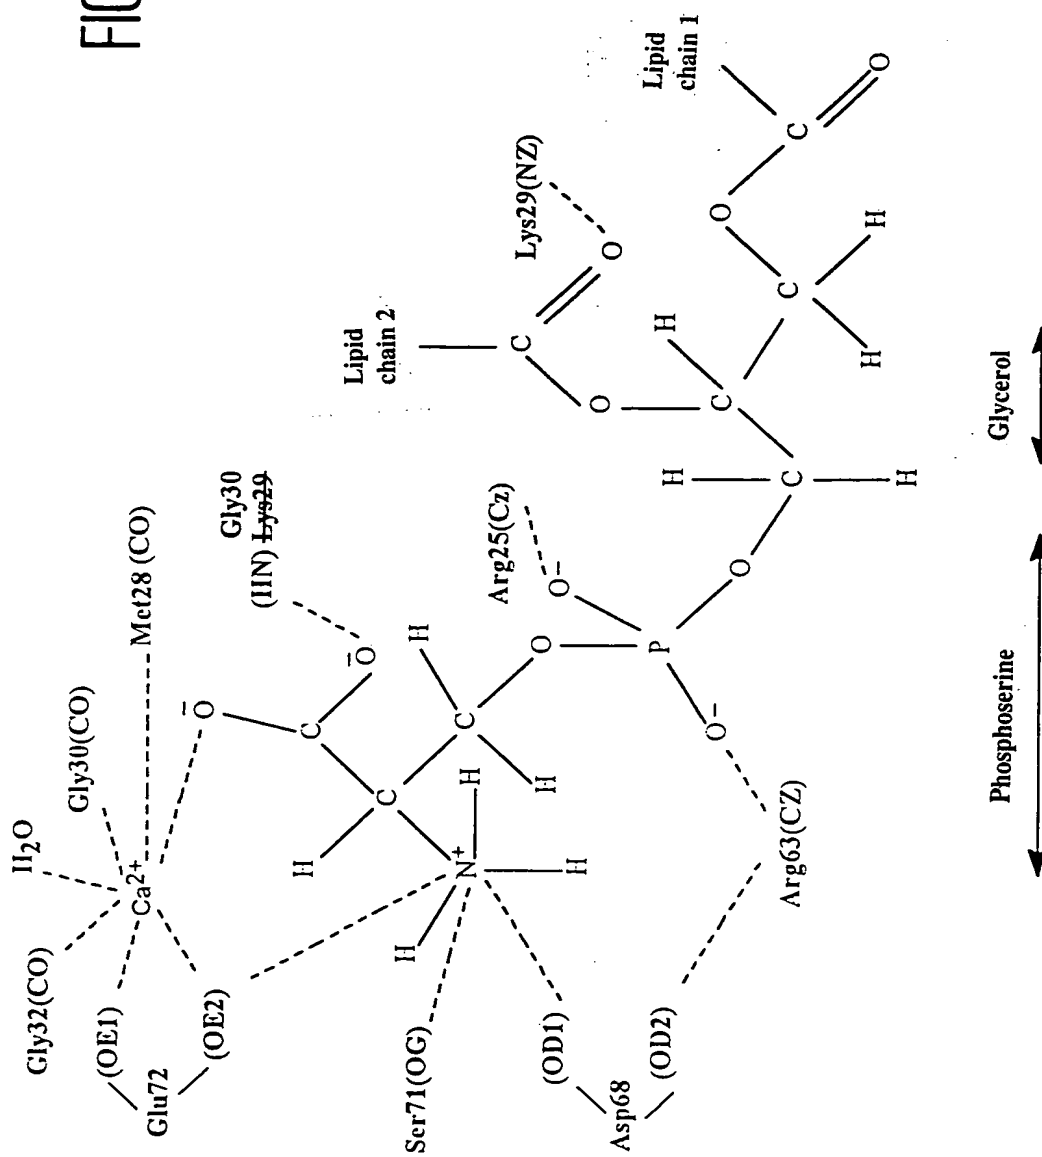 FIG
H₂O
Gly32(CO)
Gly30(CO)
Ca²⁺
Met28 (CO)
(OE1)
Glu72
(OE2)
Gly30
(HN) Lys29
O⁻
O⁻
C
H
C
H
C
H
H
N⁺
H
H
H
Ser71(OG)
(OD1)
Asp68
(OD2)
Arg63(CZ)
Arg25(Cz)
O⁻
O
P
O⁻
O
Lipid
chain 2
C
O
O
Lys29(NZ)
Lipid
chain 1
C
O
O
H
C
H
C
H
H
C
H
Phosphoserine
Glycerol